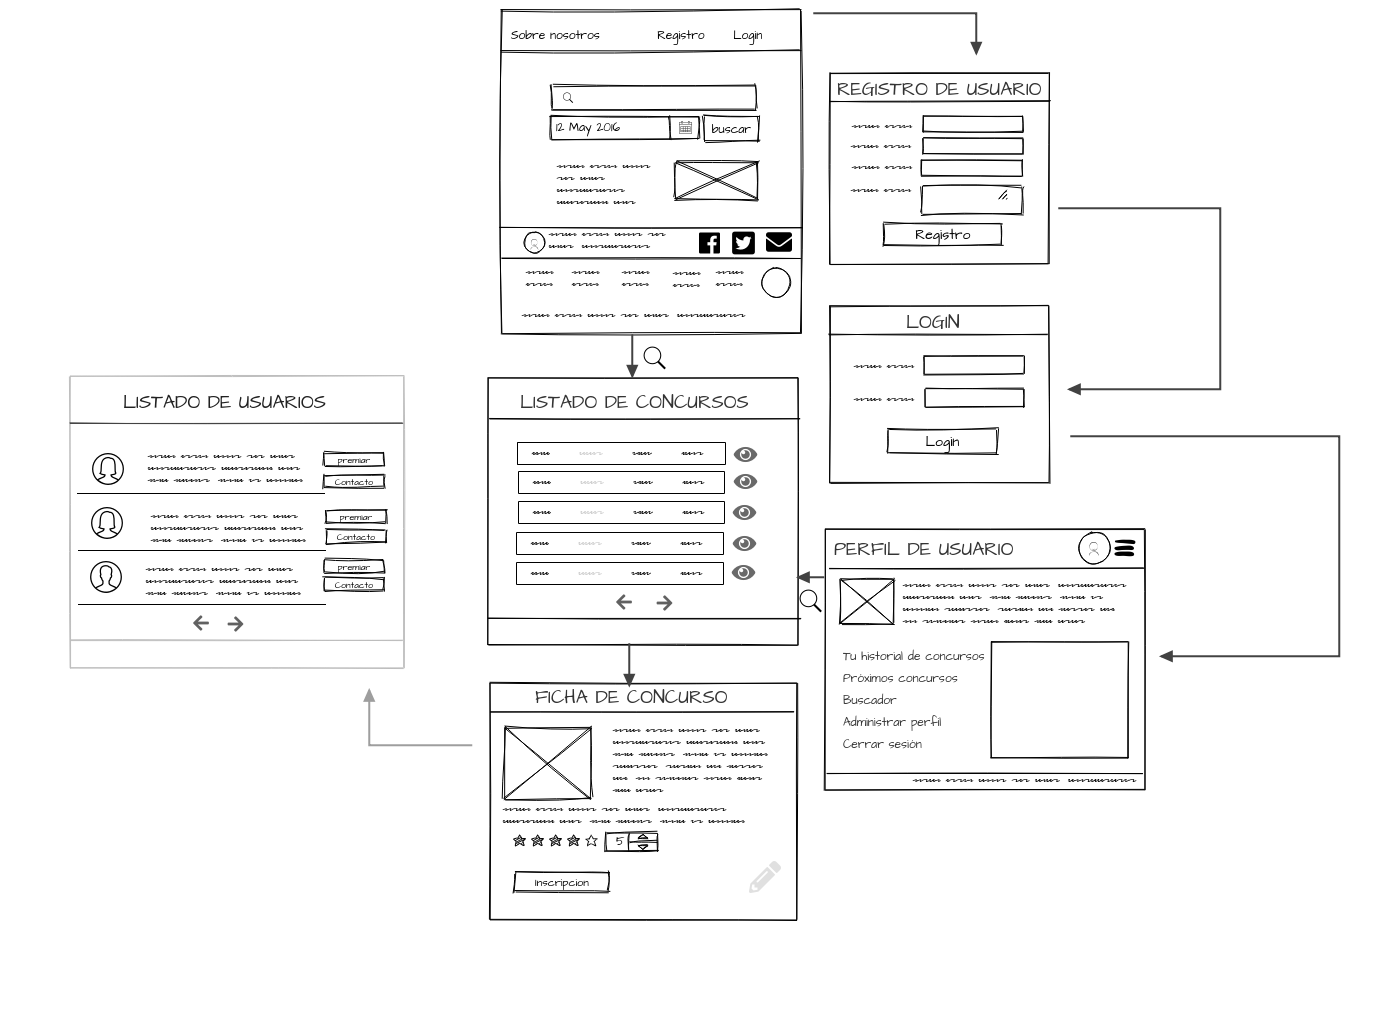 Sobre nosotros Registro Login
12 May 2016 buscar
REGISTRO DE USUARIO
Registro
LOGIN
Login
LISTADO DE USUARIOS
premiar
Contacto
premiar
Contacto
premiar
Contacto
LISTADO DE CONCURSOS
PERFIL DE USUARIO
Tu historial de concursos
Próximos concursos
Buscador
Administrar perfil
Cerrar sesión
FICHA DE CONCURSO
5
Inscripcion